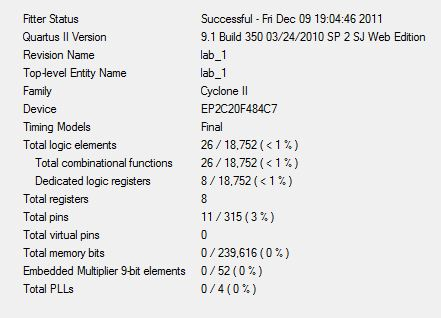 Fitter Status Successful - Fri Dec 09 19:04:46 2011
Quartus II Version 9.1 Build 350 03/24/2010 SP 2 SJ Web Edition
Revision Name lab_1
Top-level Entity Name lab_1
Family Cyclone II
Device EP2C20F484C7
Timing Models Final
Total logic elements 26 / 18,752 ( < 1 % )
Total combinational functions 26 / 18,752 ( < 1 % )
Dedicated logic registers 8 / 18,752 ( < 1 % )
Total registers 8
Total pins 11 / 315 ( 3 % )
Total virtual pins 0
Total memory bits 0 / 239,616 ( 0 % )
Embedded Multiplier 9-bit elements 0 / 52 ( 0 % )
Total PLLs 0 / 4 ( 0 % )